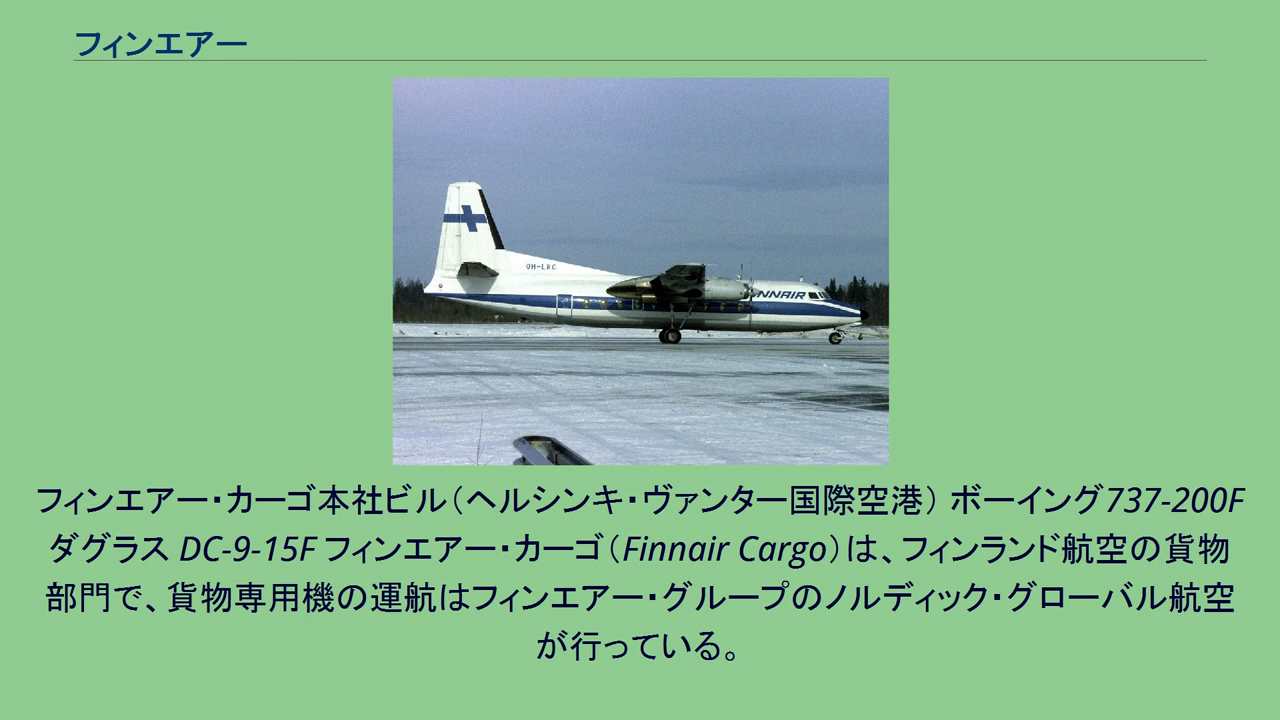 フィンエアー
OH-LKC
NNAIR
フィンエアー・カーゴ本社ビル（ヘルシンキ・ヴァンター国際空港） ボーイング737-200F
ダグラス DC-9-15F フィンエアー・カーゴ（Finnair Cargo）は、フィンランド航空の貨物
部門で、貨物専用機の運航はフィンエアー・グループのノルディック・グローバル航空
が行っている。